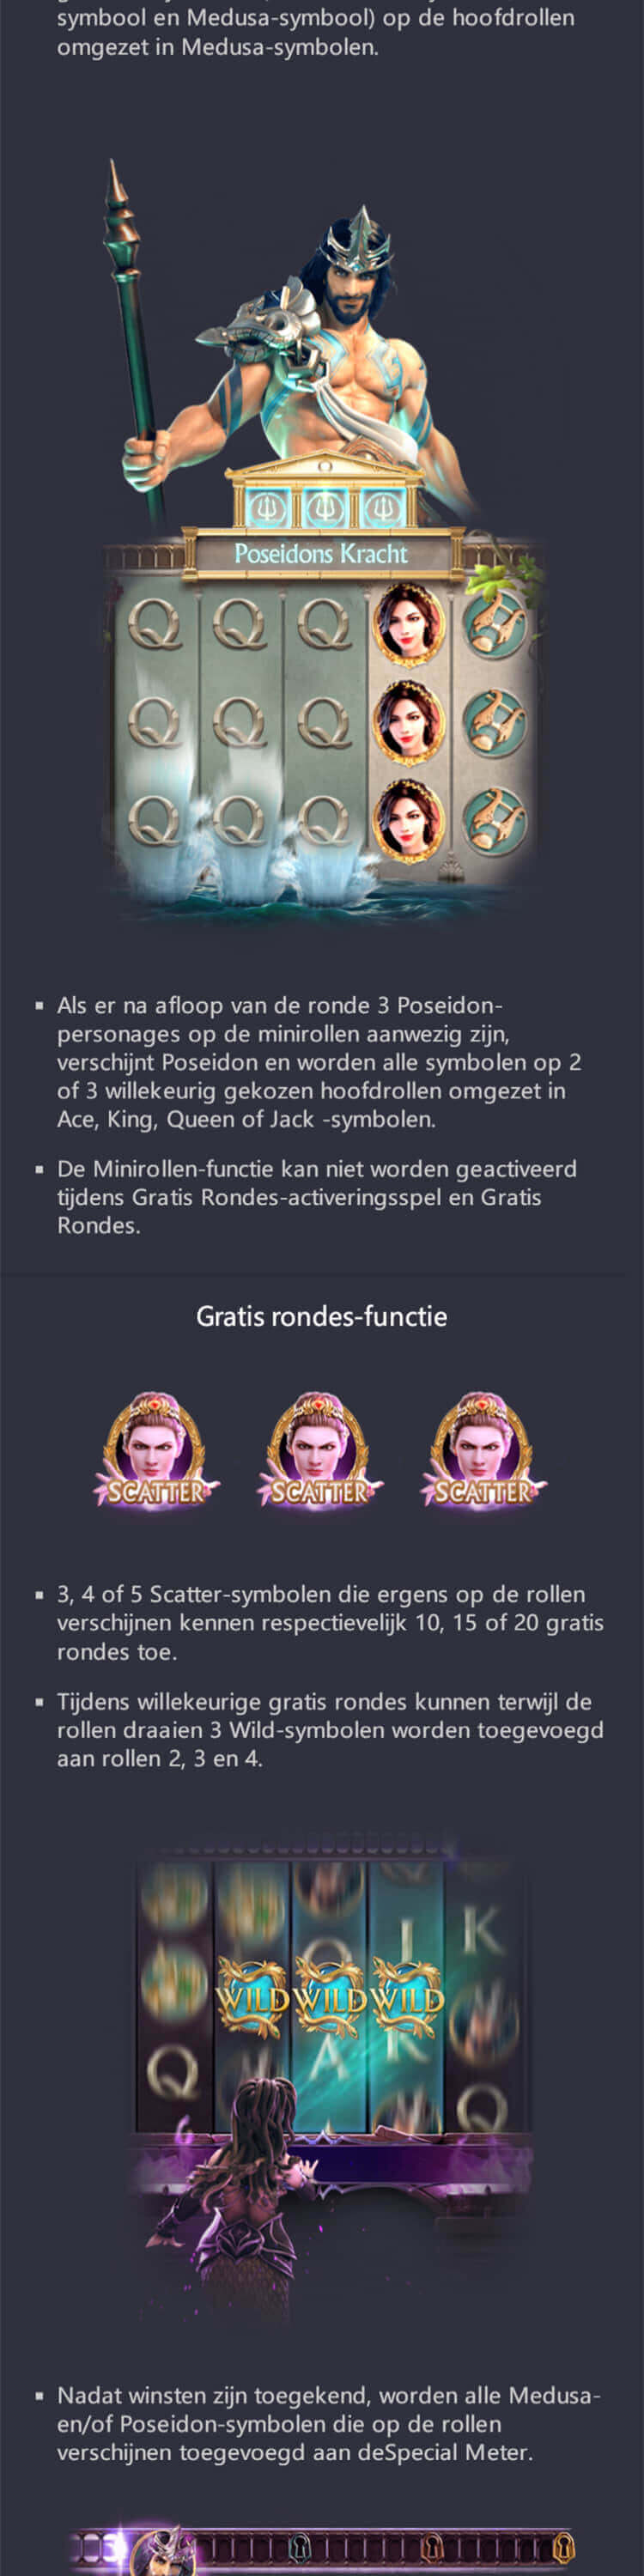 symbool en Medusa-symbool) op de hoofdrollen
omgezet in Medusa-symbolen.
Poseidons Kracht
Q Q Q
Q Q Q
Q Q Q
▪ Als er na afloop van de ronde 3 Poseidon-
personages op de minirollen aanwezig zijn,
verschijnt Poseidon en worden alle symbolen op 2
of 3 willekeurig gekozen hoofdrollen omgezet in
Ace, King, Queen of Jack -symbolen.
▪ De Minirollen-functie kan niet worden geactiveerd
tijdens Gratis Rondes-activeringsspel en Gratis
Rondes.
Gratis rondes-functie
SCATTER SCATTER SCATTER
▪ 3, 4 of 5 Scatter-symbolen die ergens op de rollen
verschijnen kennen respectievelijk 10, 15 of 20 gratis
rondes toe.
▪ Tijdens willekeurige gratis rondes kunnen terwijl de
rollen draaien 3 Wild-symbolen worden toegevoegd
aan rollen 2, 3 en 4.
J K
WILD WILD WILD
Q A K Q
▪ Nadat winsten zijn toegekend, worden alle Medusa-
en/of Poseidon-symbolen die op de rollen
verschijnen toegevoegd aan deSpecial Meter.